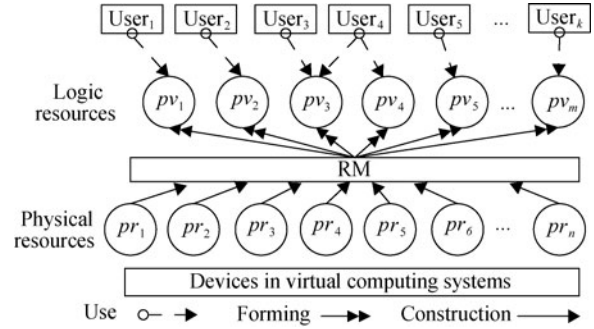 User1 User2 User3 User4 User5 ... Userk
Logic resources pv1 pv2 pv3 pv4 pv5 ... pvm
RM
Physical resources pr1 pr2 pr3 pr4 pr5 pr6 ... prn
Devices in virtual computing systems
Use Forming Construction